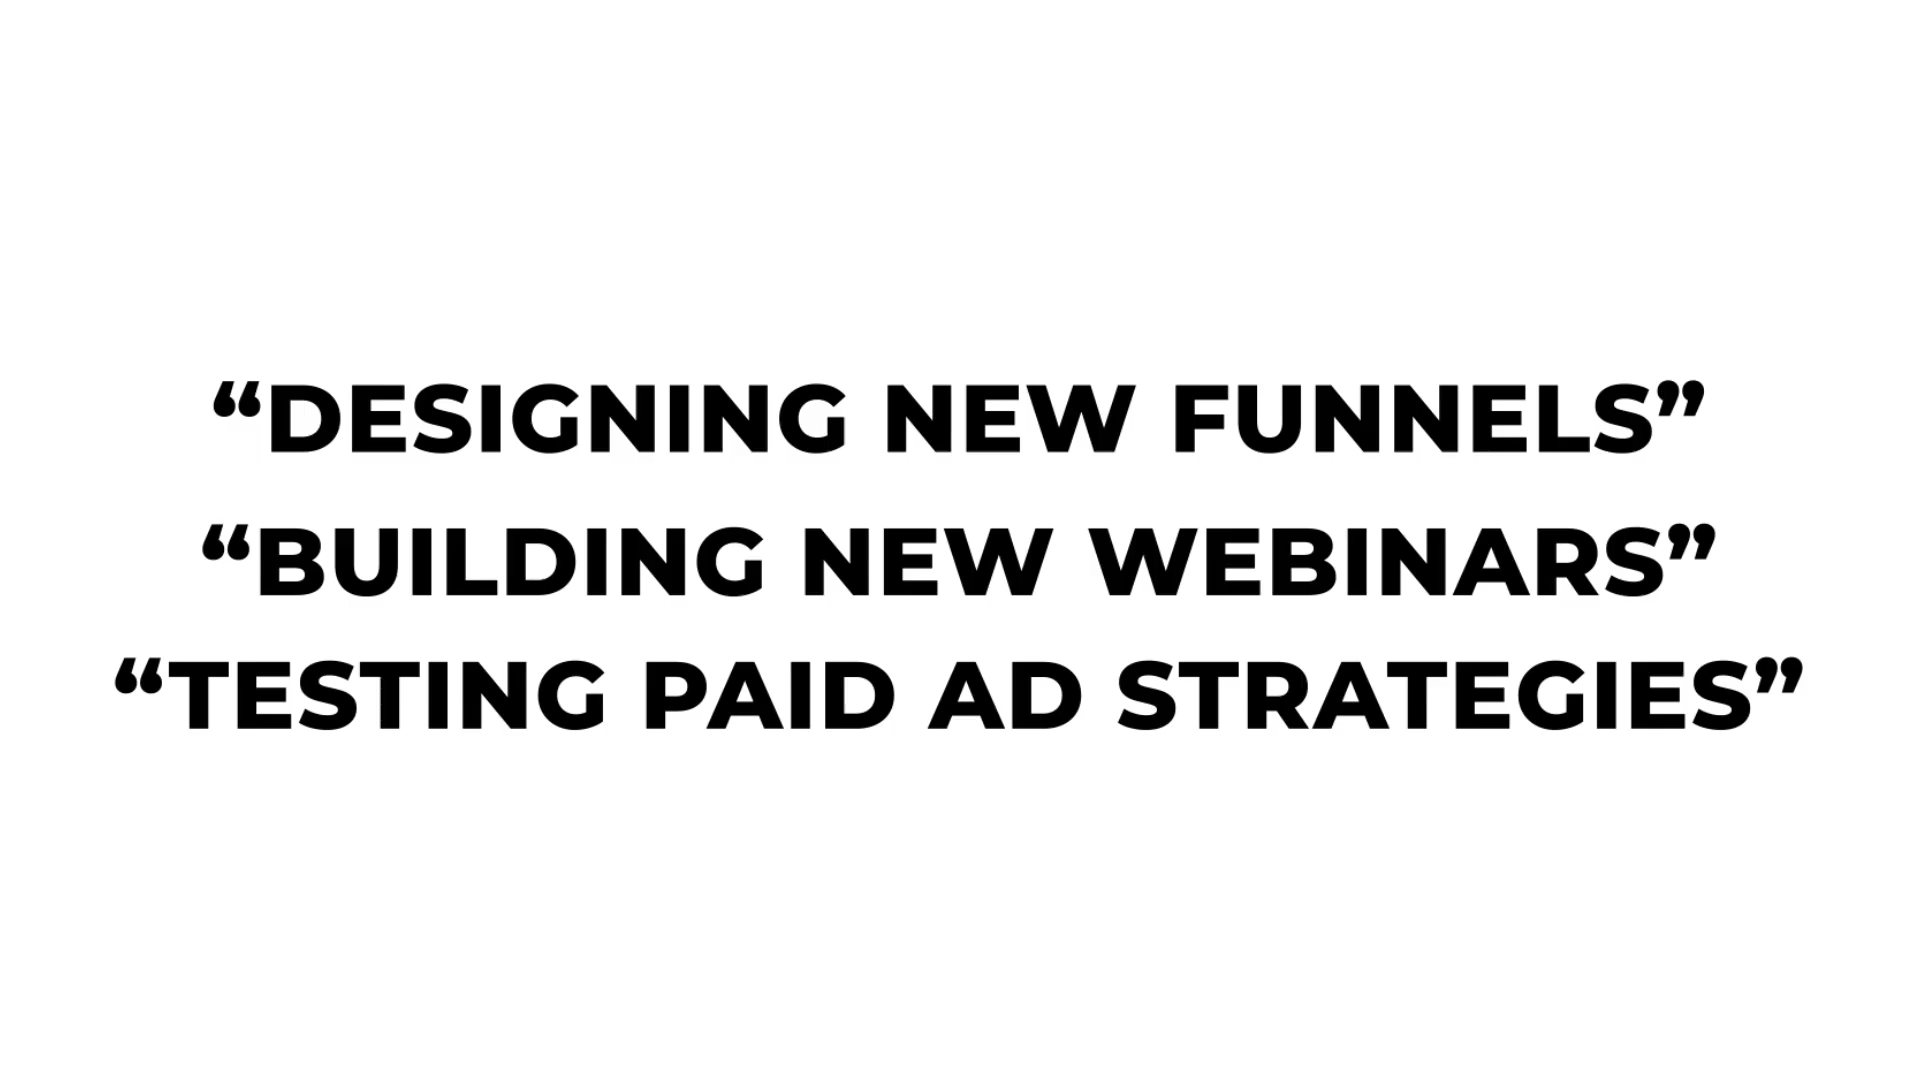 “DESIGNING NEW FUNNELS”
“BUILDING NEW WEBINARS”
“TESTING PAID AD STRATEGIES”